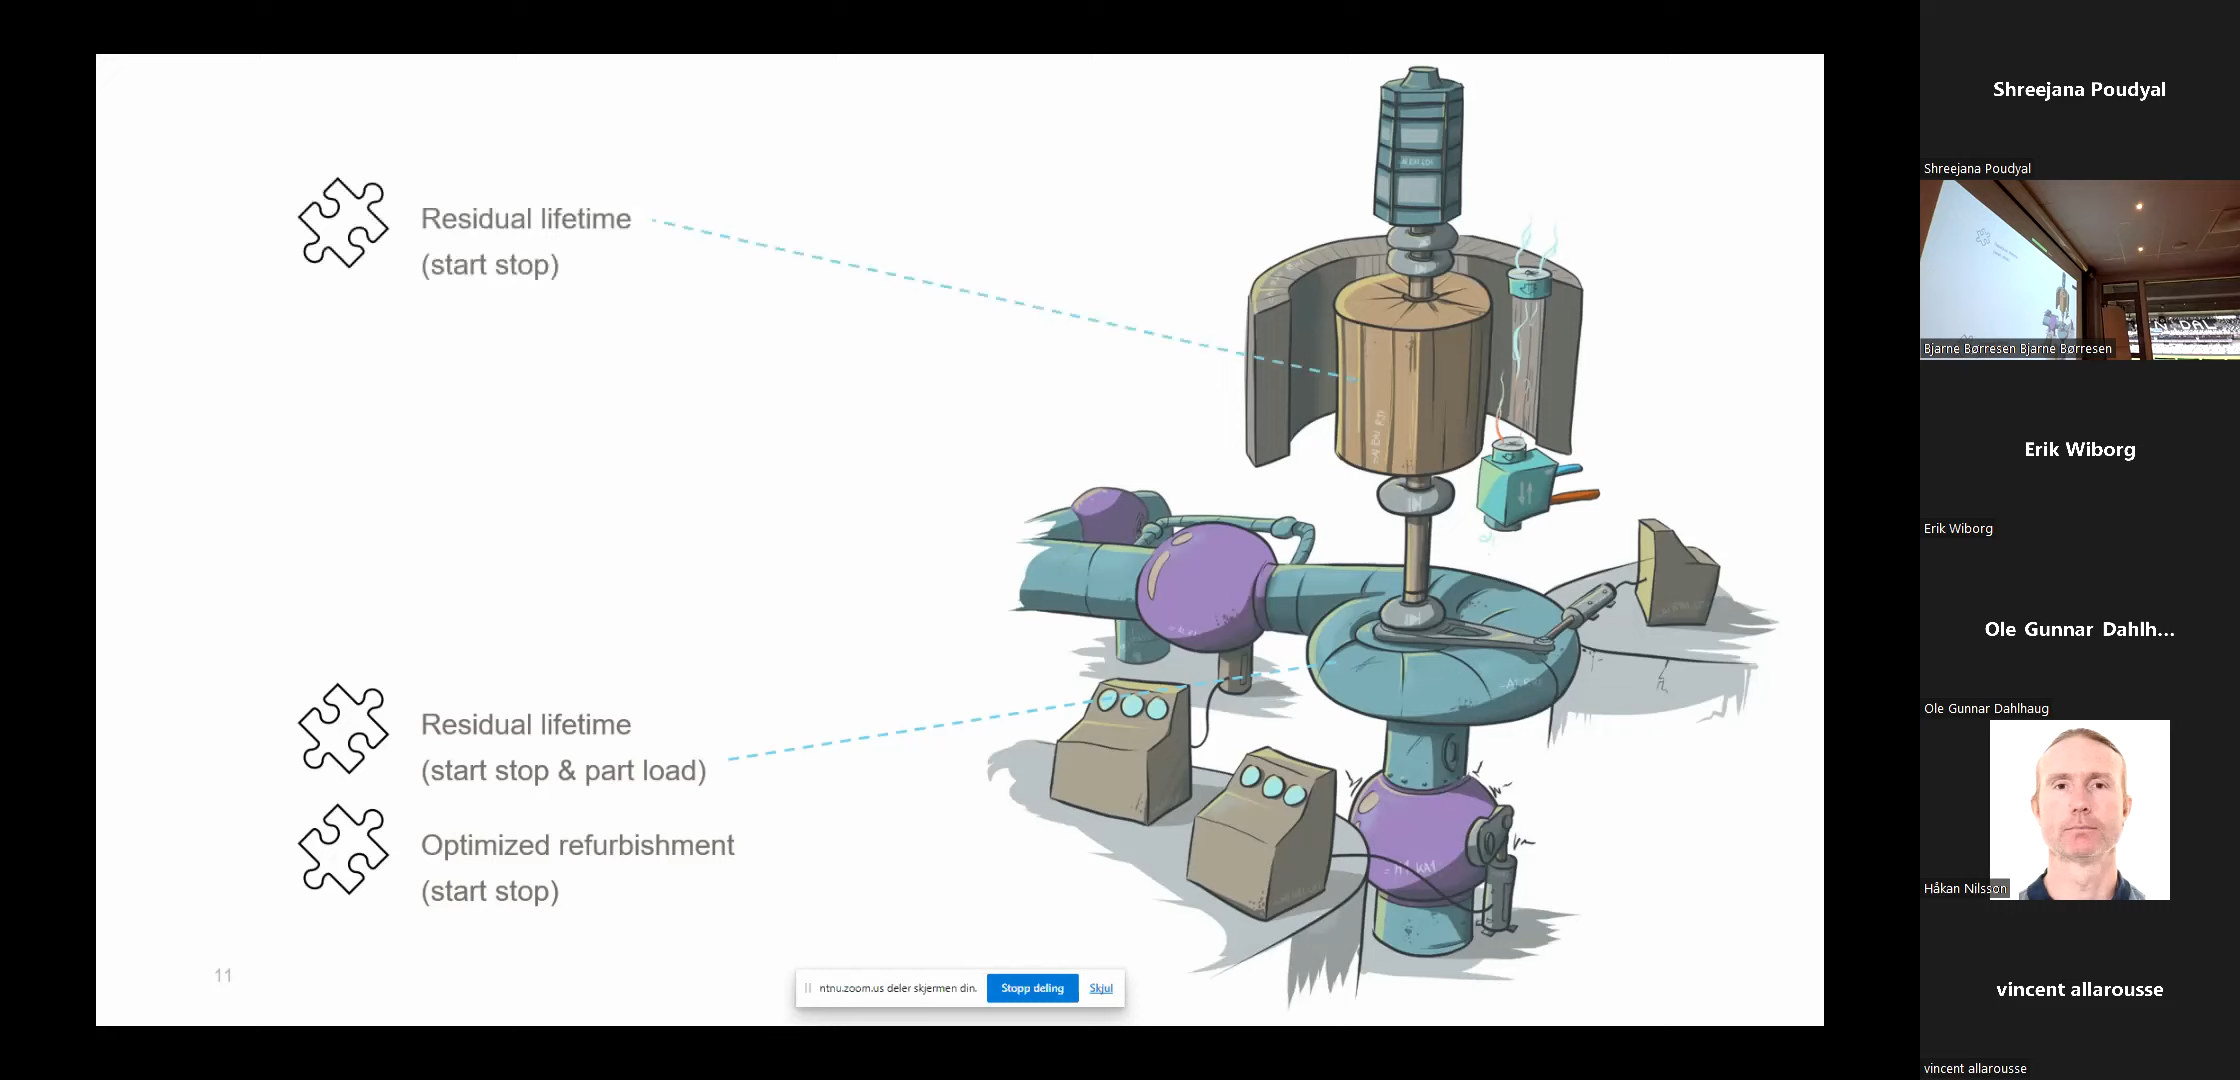 Residual lifetime
(start stop)
Residual lifetime
(start stop & part load)
Optimized refurbishment
(start stop)
11
ntnu.zoom.us deler skjermen din.
Stopp deling
Skjul
Shreejana Poudyal
Shreejana Poudyal
Bjarne Børresen Bjarne Børresen
Erik Wiborg
Erik Wiborg
Ole Gunnar Dahlh...
Ole Gunnar Dahlhaug
Håkan Nilsson
vincent allarousse
vincent allarousse